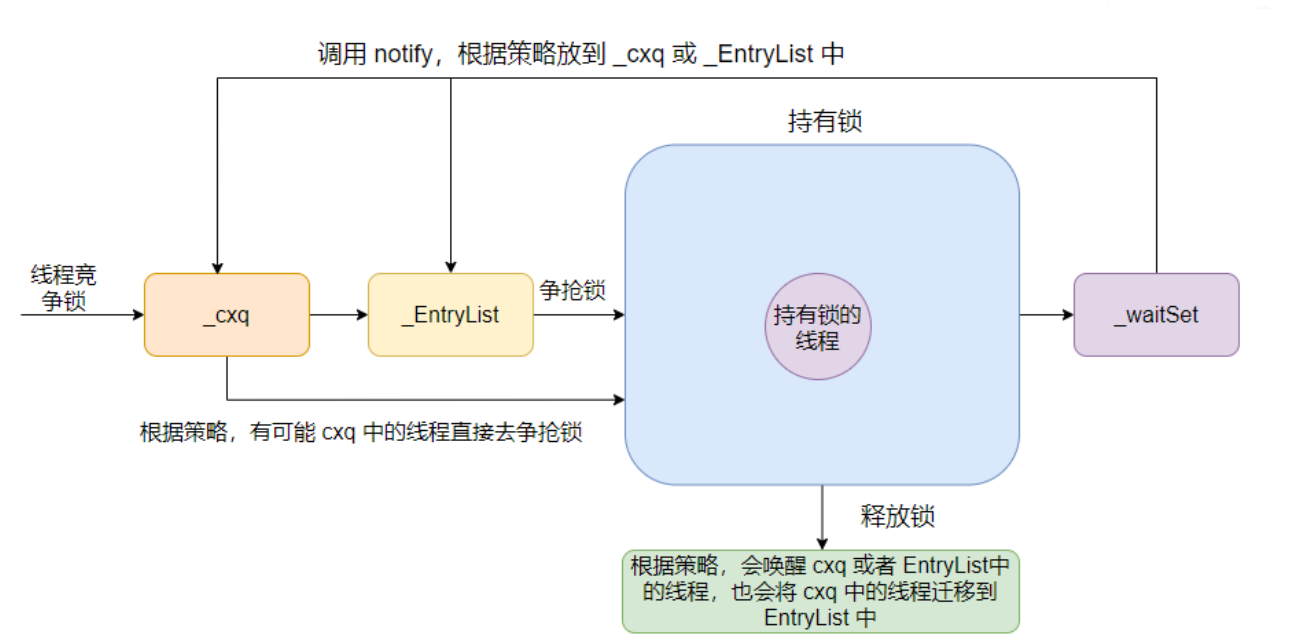 调用 notify，根据策略放到 _cxq 或 _EntryList 中
持有锁
线程竞
争锁
_cxq
_EntryList
争抢锁
持有锁的
线程
_waitSet
根据策略，有可能 cxq 中的线程直接去争抢锁
释放锁
根据策略，会唤醒 cxq 或者 EntryList中
的线程，也会将 cxq 中的线程迁移到
EntryList 中